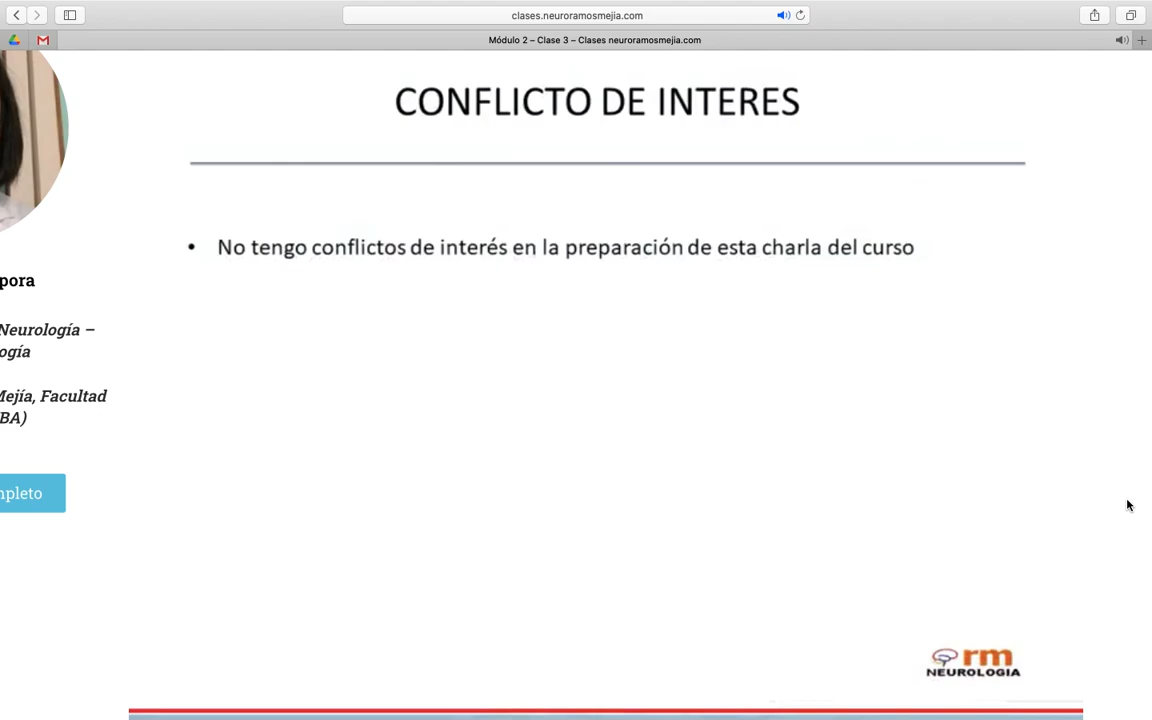 clases.neuroramosmejia.com
Módulo 2 – Clase 3 – Clases neuroramosmejia.com
CONFLICTO DE INTERES
• No tengo conflictos de interés en la preparación de esta charla del curso
pora
Neurología –
ogía
Mejía, Facultad
BA)
mpleto
rm
NEUROLOGIA